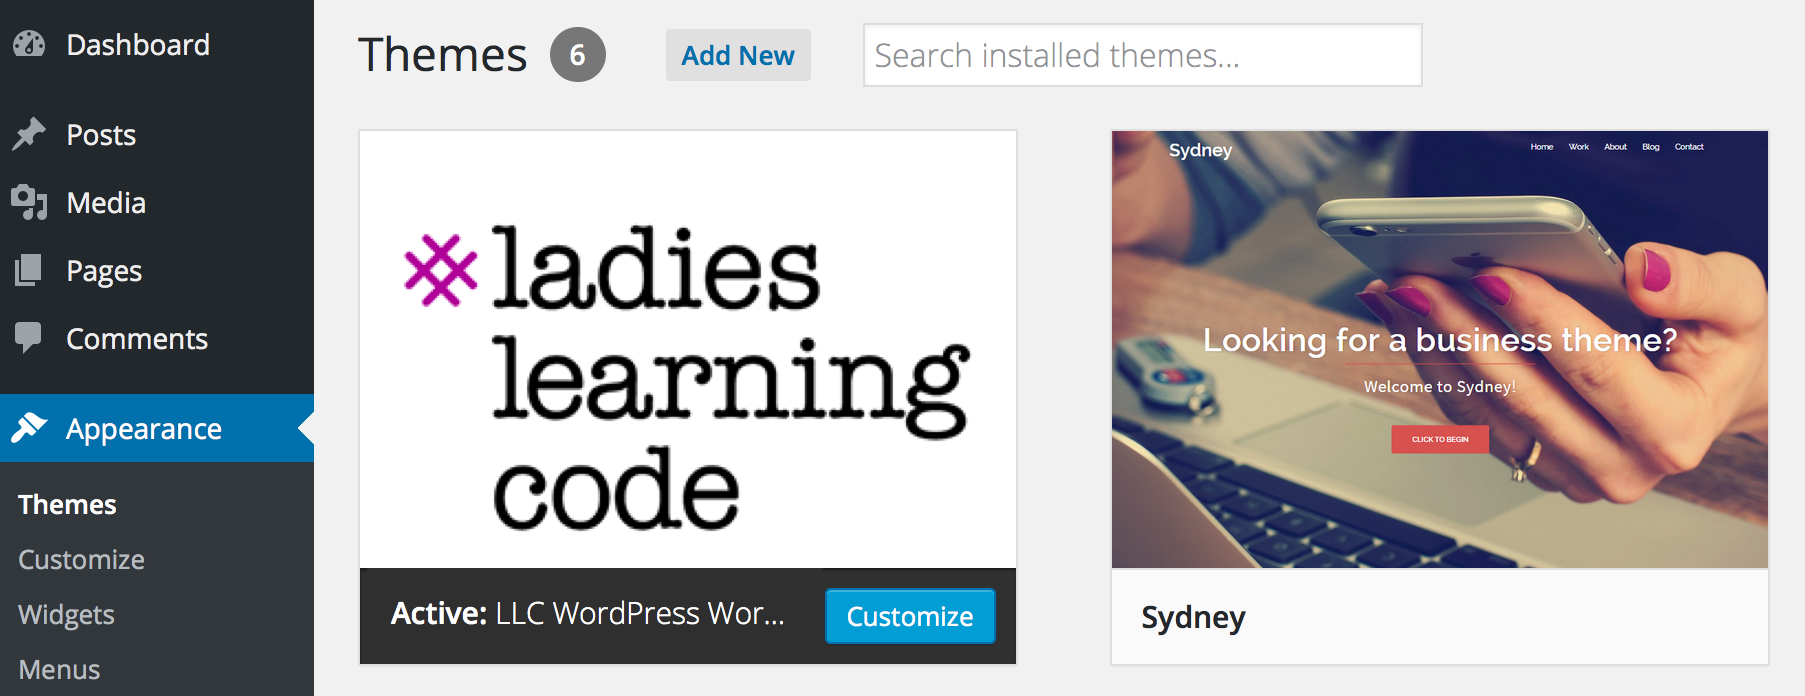 Dashboard
Posts
Media
Pages
Comments
Appearance
Themes
Customize
Widgets
Menus
Themes 6 Add New Search installed themes...
ladies
learning
code
Active: LLC WordPress Wor... Customize
Sydney Home Work About Blog Contact
Looking for a business theme?
Welcome to Sydney!
CLICK TO BEGIN
Sydney